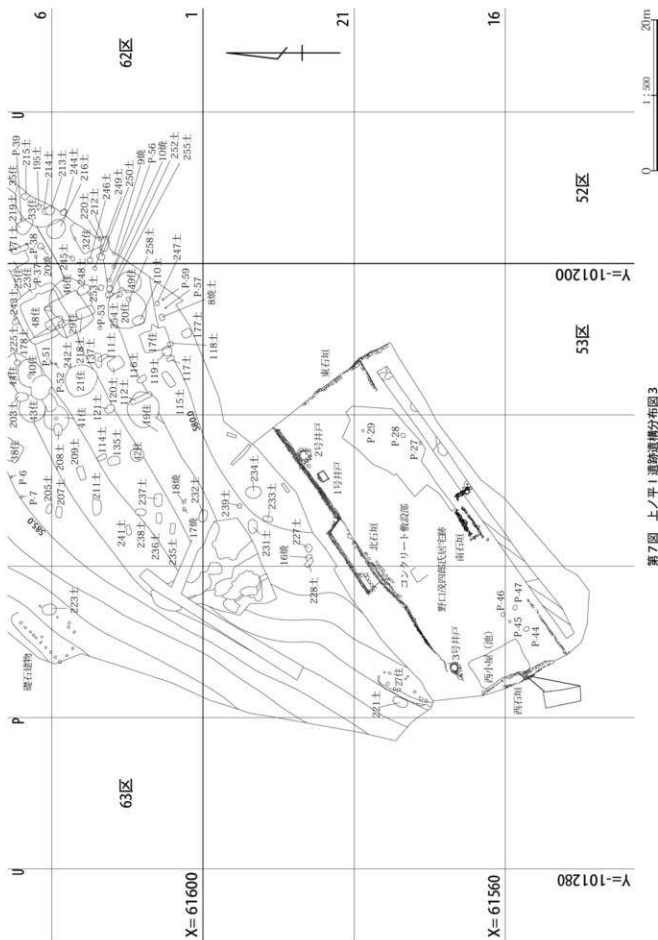 6
1
21
16
62区
63区
52区
53区
U
P
U
X= 61600
X= 61560
Y=-101200
Y=-101280
0
1 : 500
20m
P-39
35住
215土
195土
214土
213土
244土
216土
220土
212土
246土
249土
250土
9焼
P-56
10焼
252土
255土
219土
33住
171土
P-38
P-37
23住
20焼
245土
32住
46住
248土
253土
243土
48住
29住
P-53
254土
20住
49住
258土
110土
247土
P-59
P-57
8焼土
225土
178土
P-51
242土
218土
137土
111土
17住
177土
118土
44住
40住
P-52
21住
116土
119土
117土
203土
43住
41住
121土
120土
112土
19住
115土
580.0
38住
P-6
P-7
205土
207土
208土
209土
114土
135土
42住
211土
237土
18焼
232土
17焼
241土
238土
236土
235土
239土
234土
233土
231土
16焼
227土
228土
585.0
223土
礎石建物
221土
27住
東石垣
2号井戸
1号井戸
P-29
P-28
P-27
北石垣
コンクリート敷設部
野口茂四郎氏居宅跡
南石垣
3号井戸
西小屋(池)
西石垣
P-46
P-47
P-45
P-44
第7図 上ノ平Ⅰ遺跡遺構分布図3